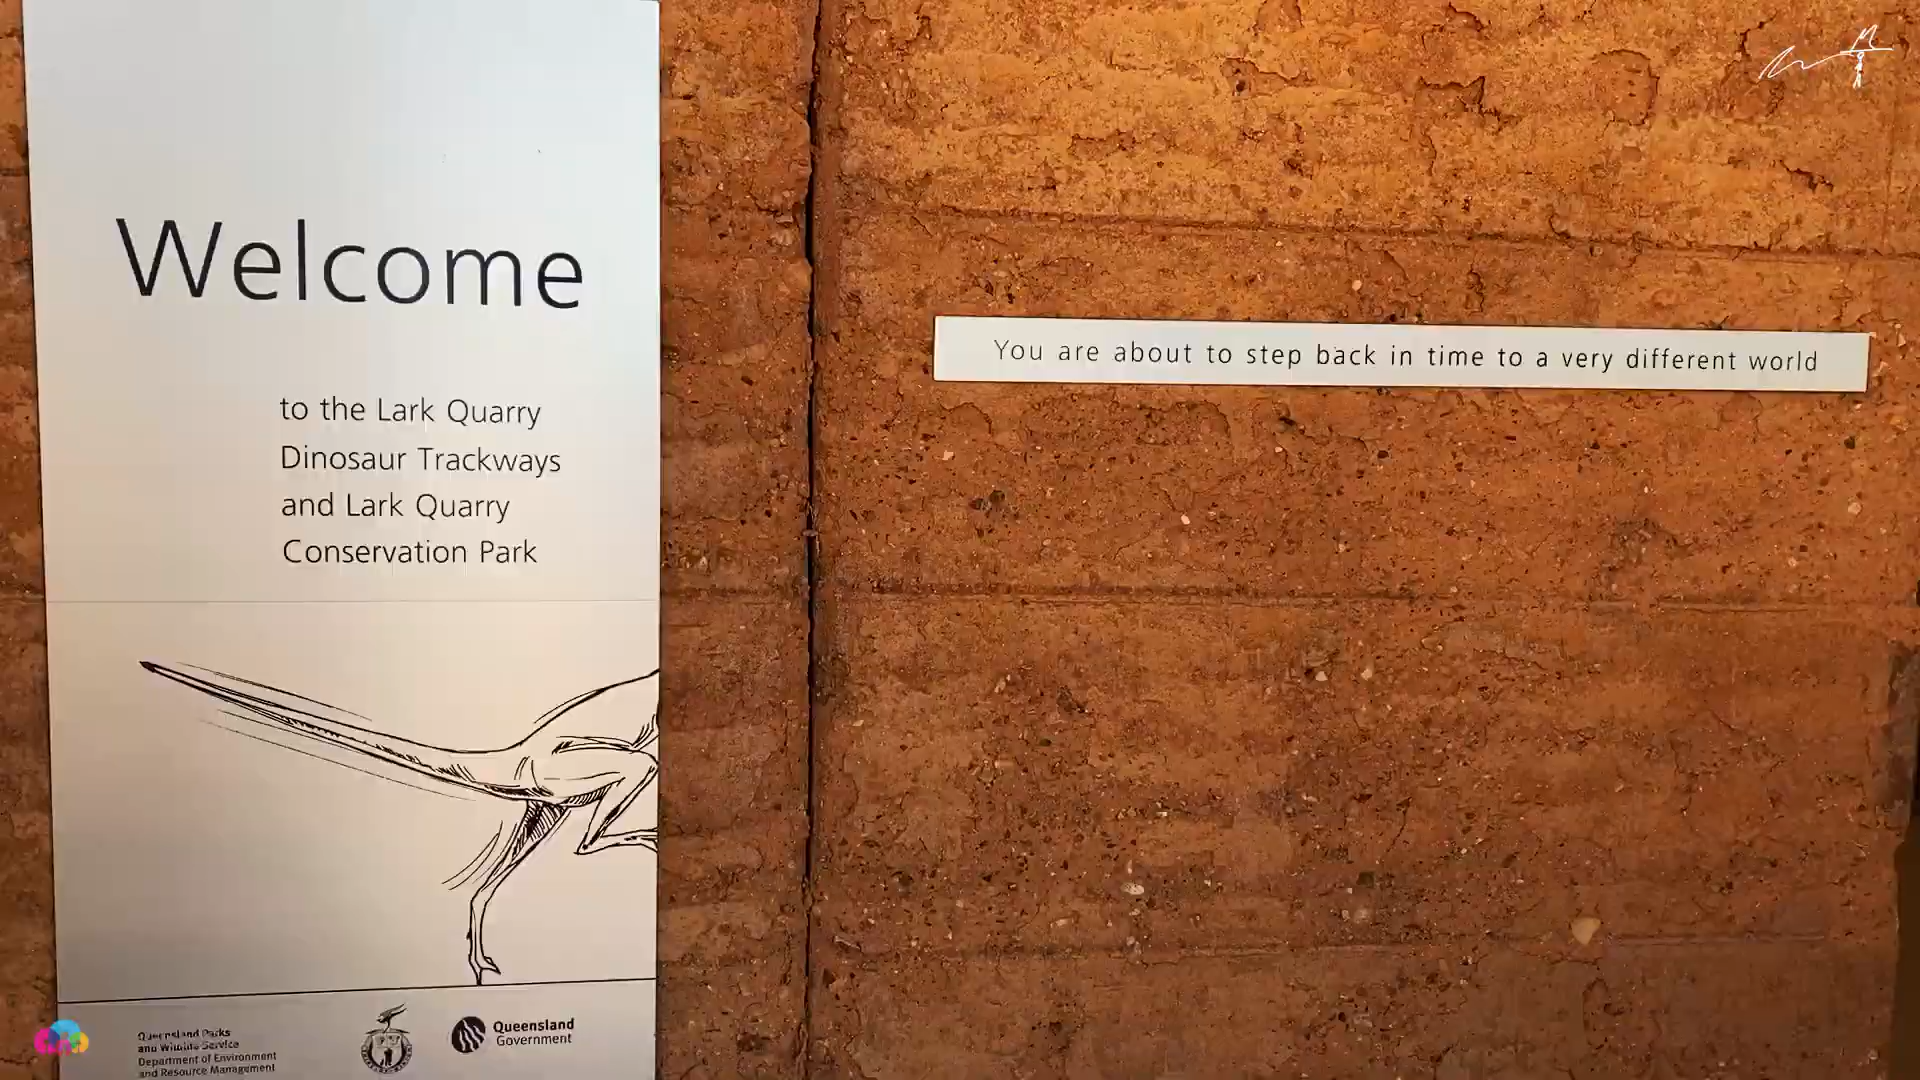 Welcome
to the Lark Quarry
Dinosaur Trackways
and Lark Quarry
Conservation Park
You are about to step back in time to a very different world
Queensland Parks
and Wildlife Service
Department of Environment
and Resource Management
Queensland
Government